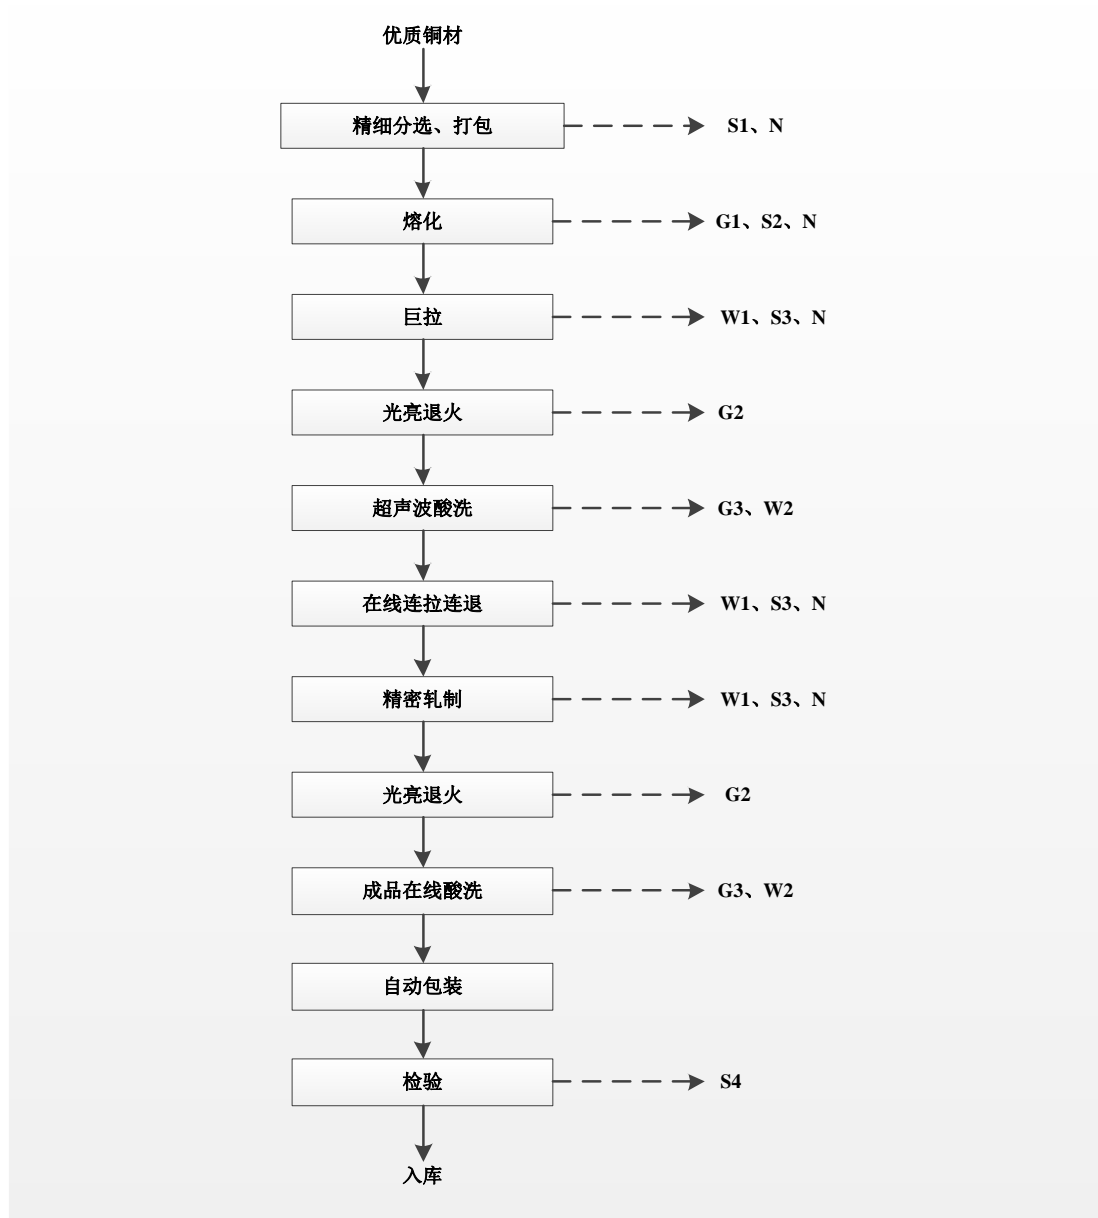 优质铜材
精细分选、打包
S1、N
熔化
G1、S2、N
巨拉
W1、S3、N
光亮退火
G2
超声波酸洗
G3、W2
在线连拉连退
W1、S3、N
精密轧制
W1、S3、N
光亮退火
G2
成品在线酸洗
G3、W2
自动包装
检验
S4
入库